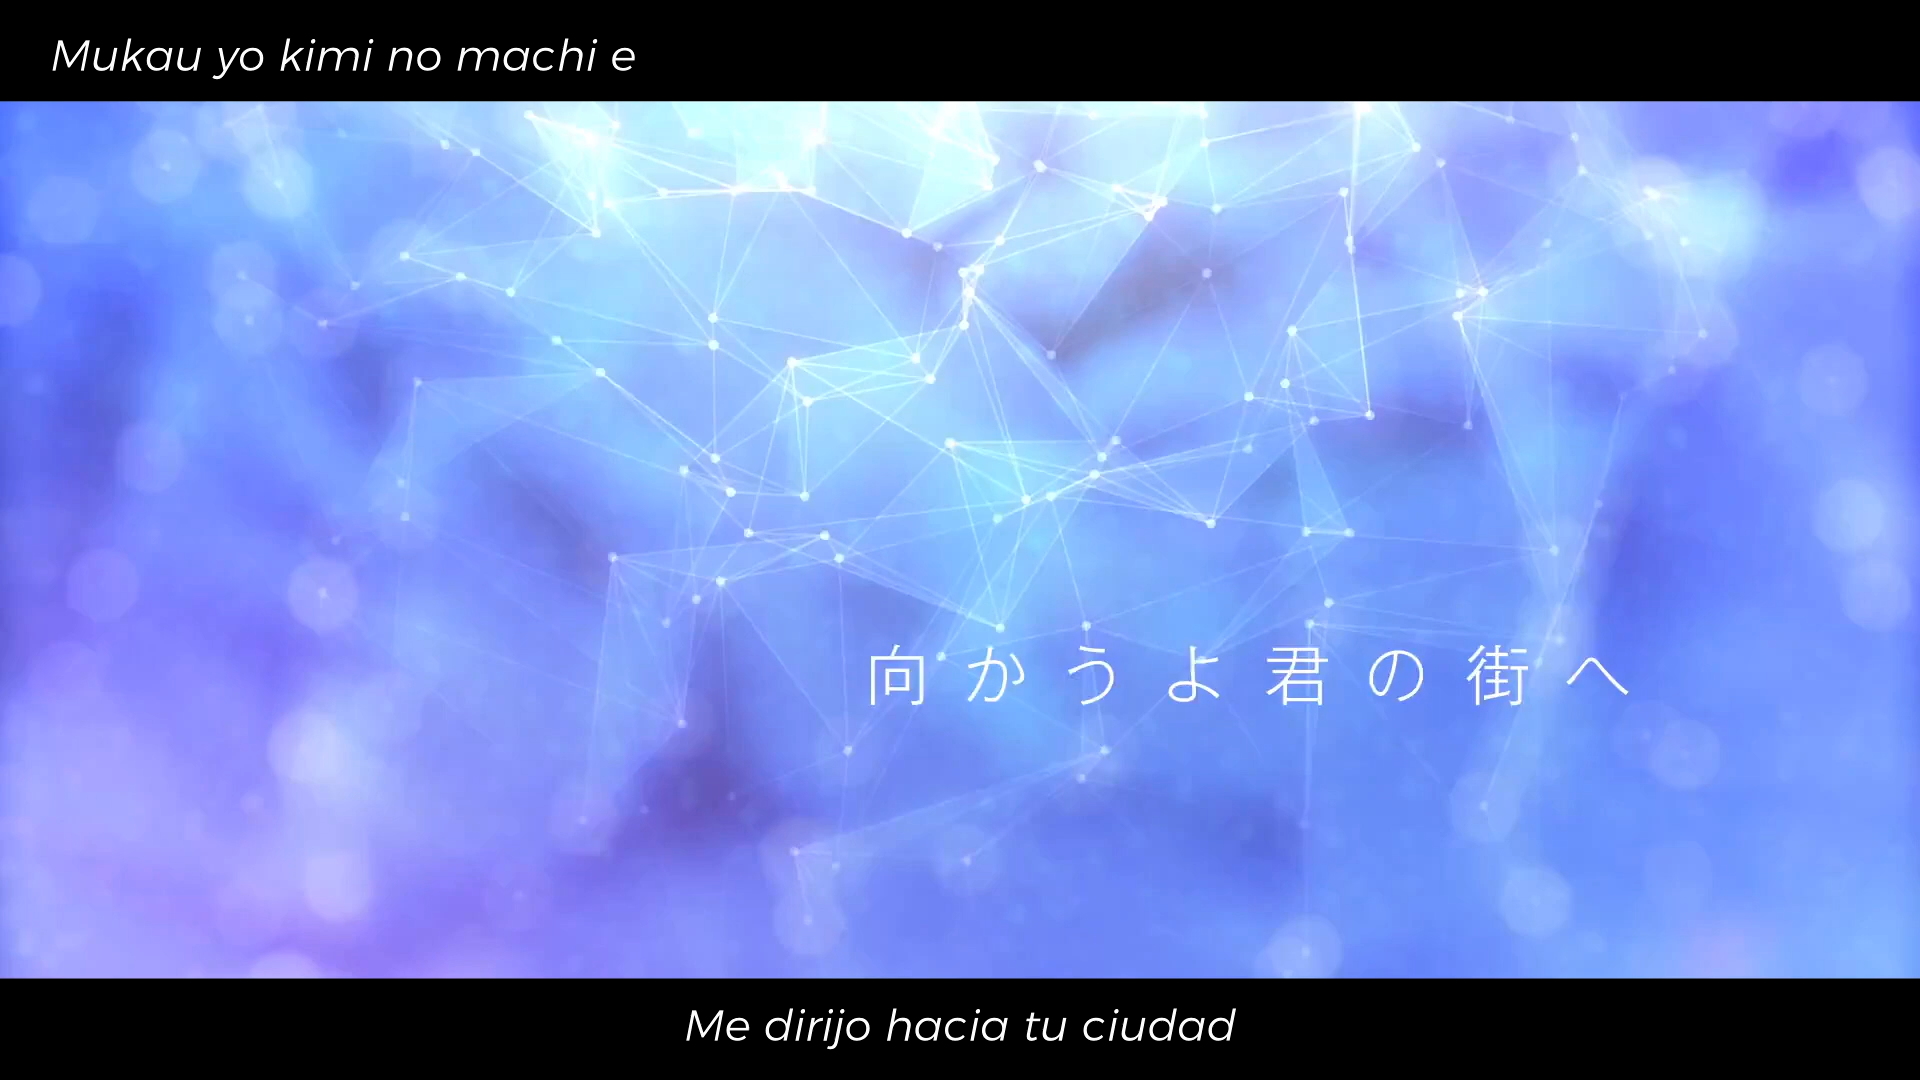 Mukau yo kimi no machi e
向かうよ君の街へ
Me dirijo hacia tu ciudad